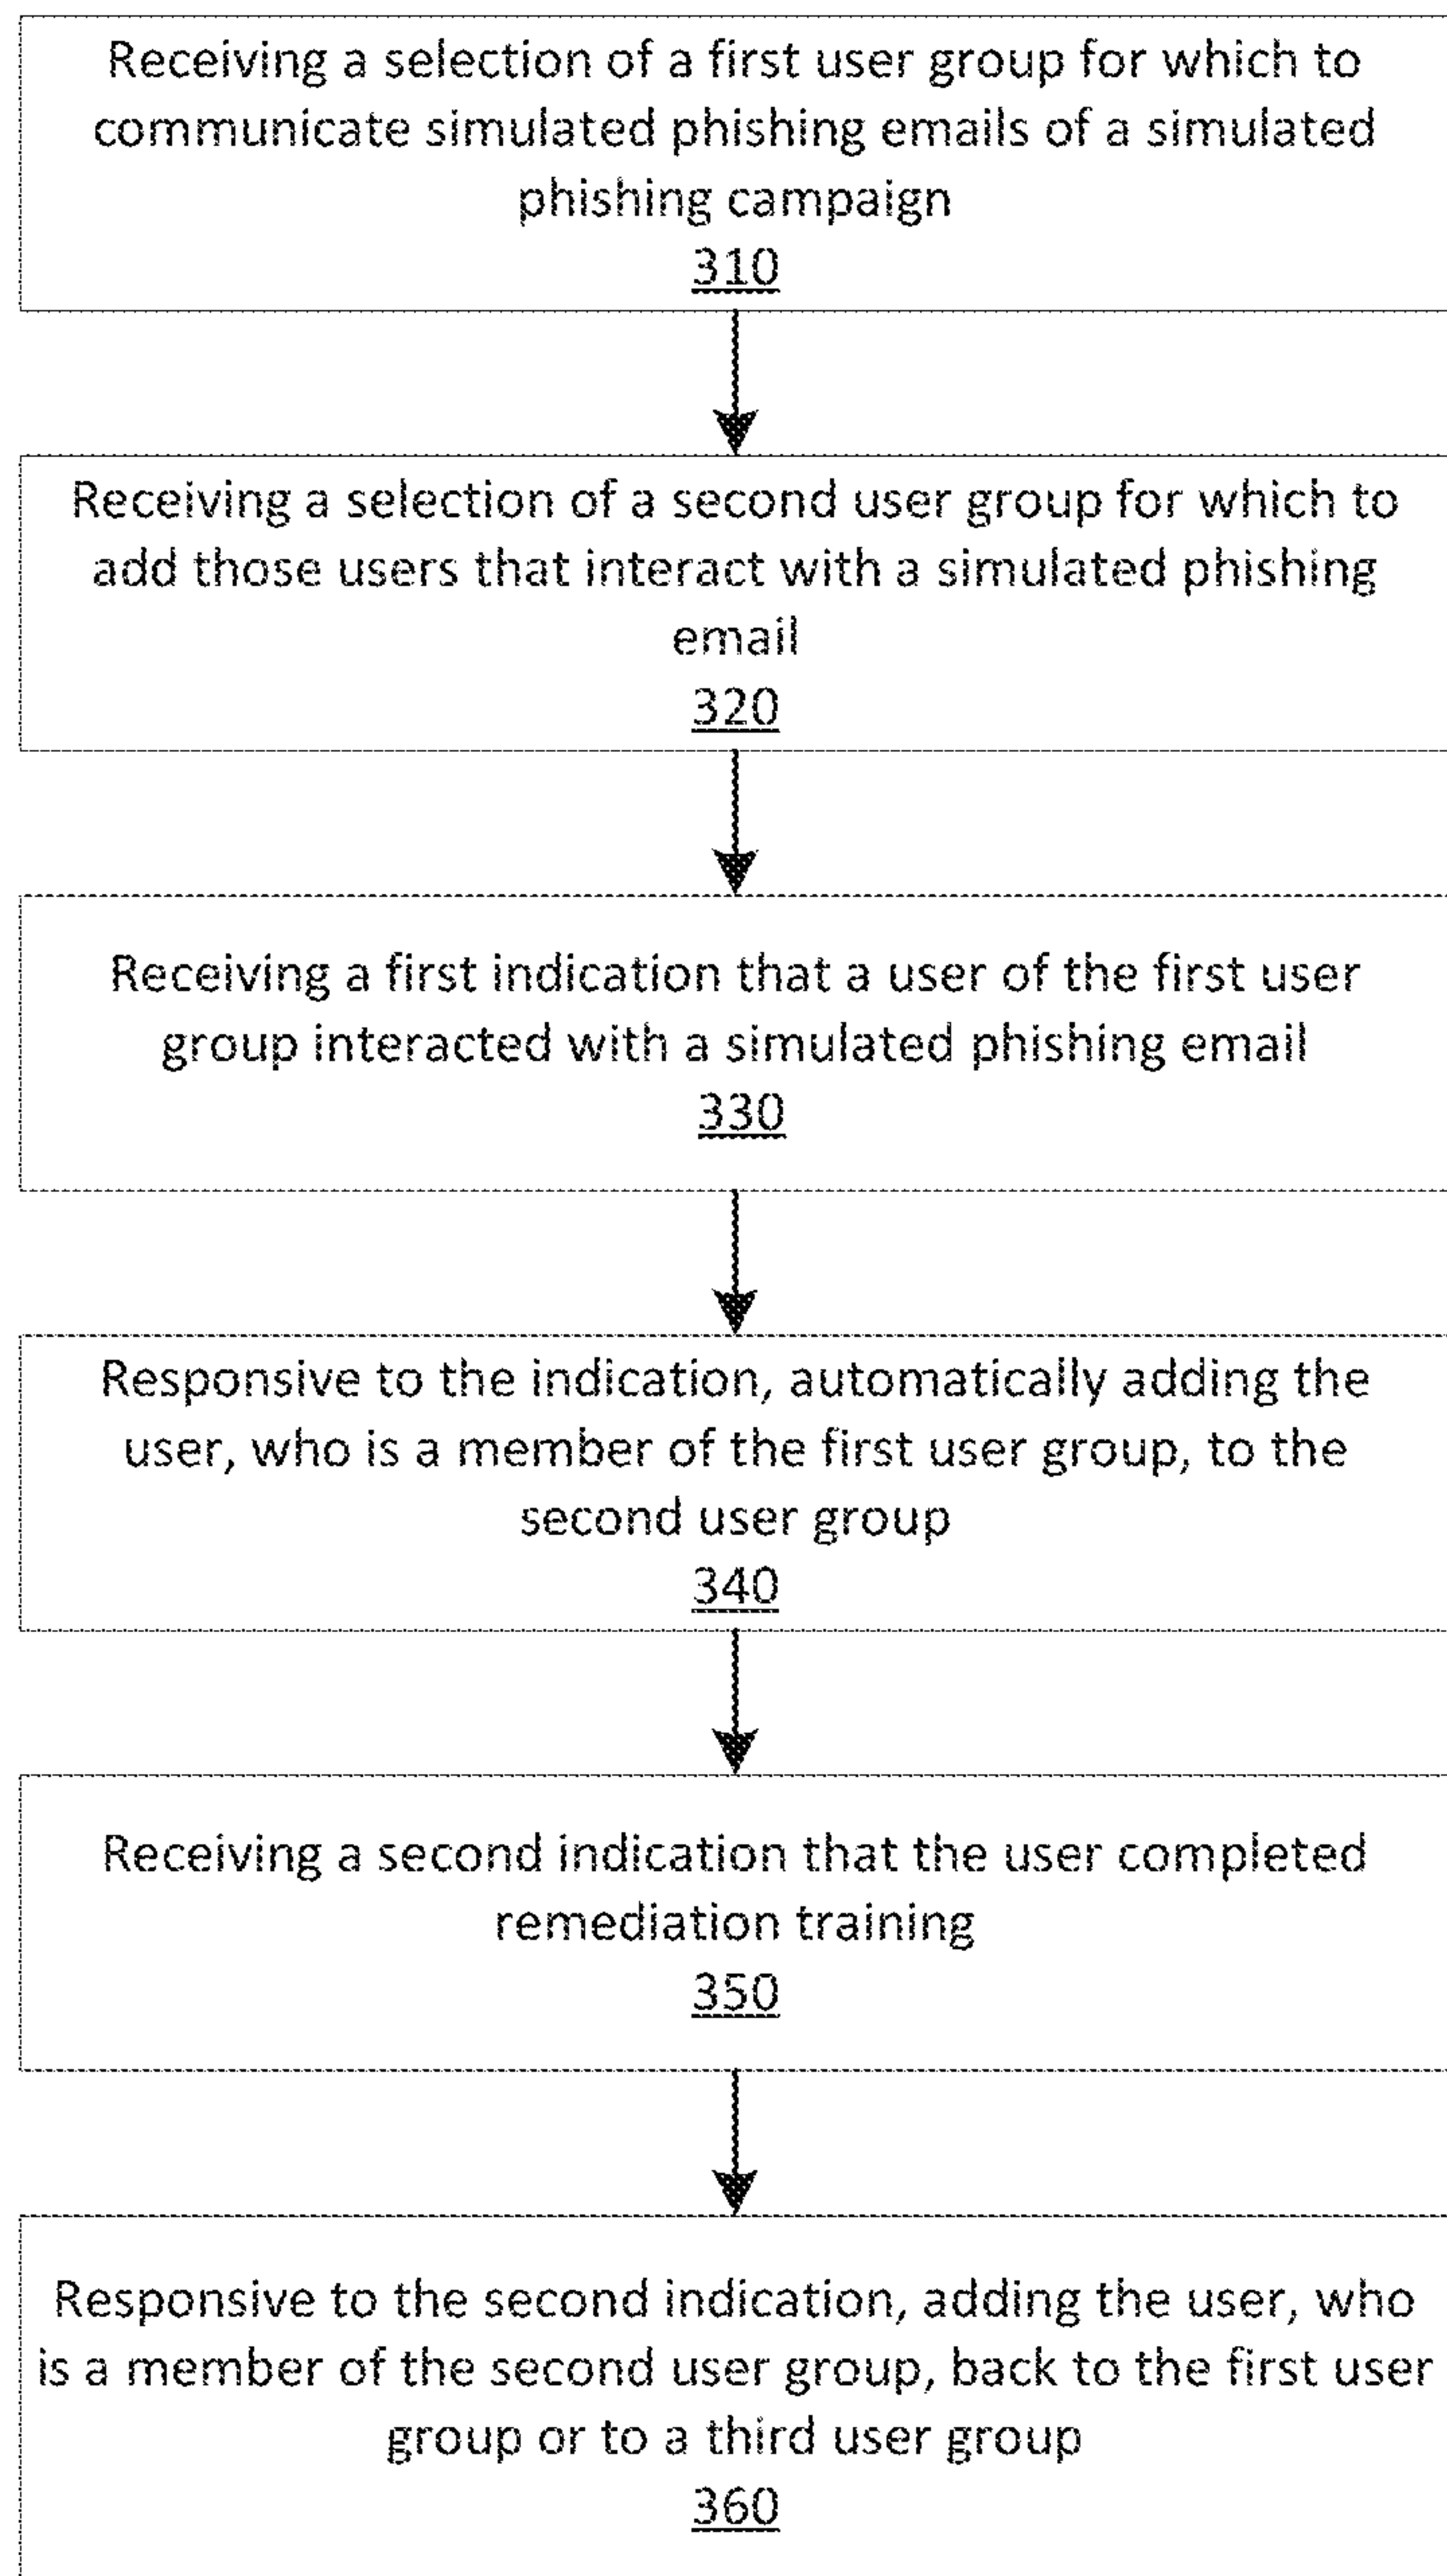 Receiving a selection of a first user group for which to
communicate simulated phishing emails of a simulated
phishing campaign
310
Receiving a selection of a second user group for which to
add those users that interact with a simulated phishing
email
320
Receiving a first indication that a user of the first user
group interacted with a simulated phishing email
330
Responsive to the indication, automatically adding the
user, who is a member of the first user group, to the
second user group
340
Receiving a second indication that the user completed
remediation training
350
Responsive to the second indication, adding the user, who
is a member of the second user group, back to the first user
group or to a third user group
360